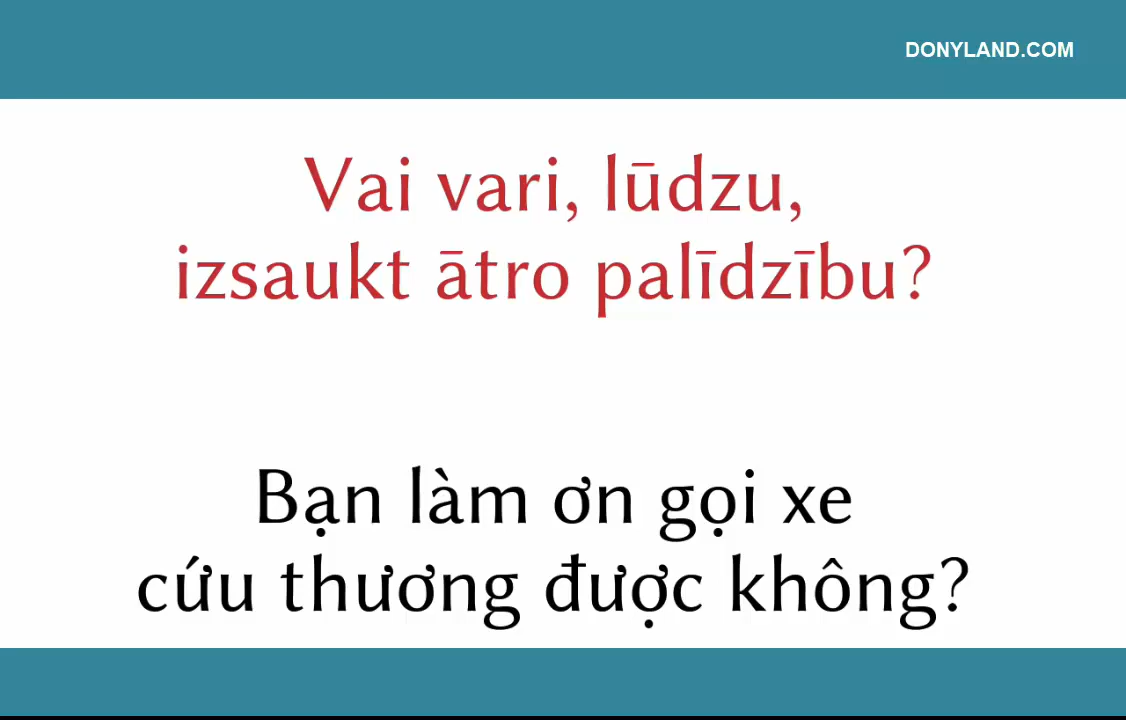 DONYLAND.COM
Vai vari, lūdzu,
izsaukt ātro palīdzību?
Bạn làm ơn gọi xe
cứu thương được không?